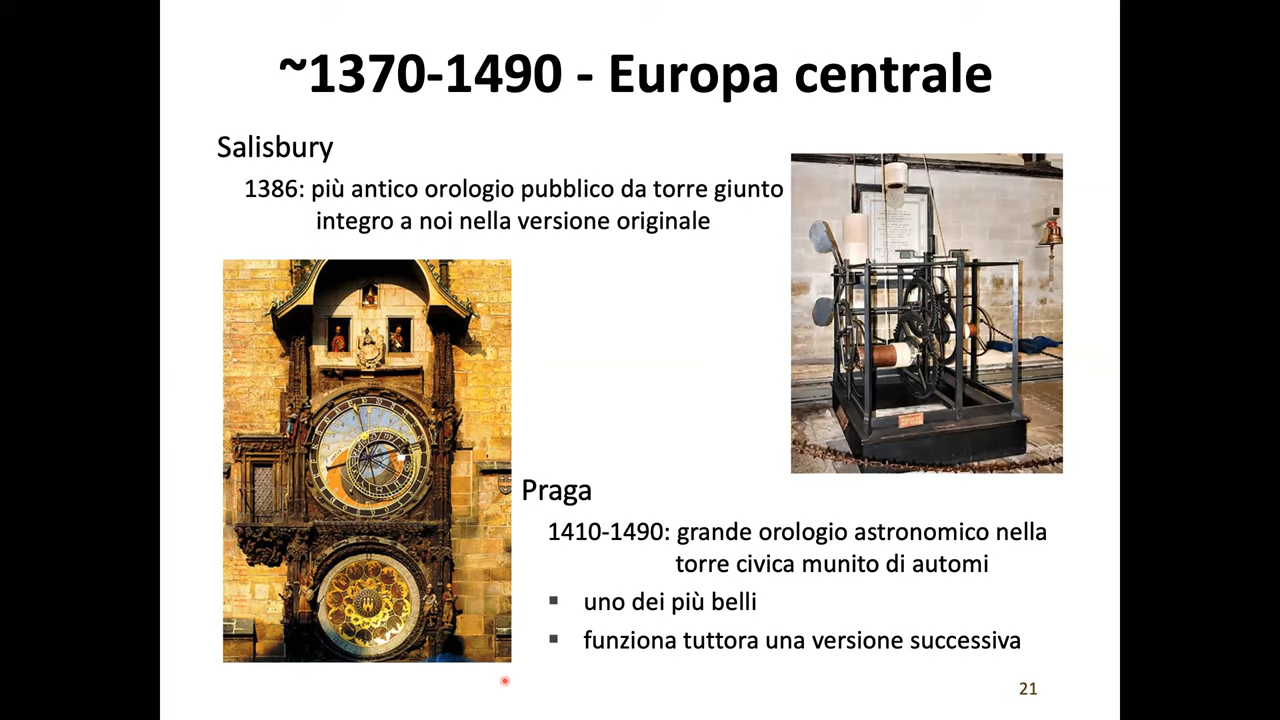 ~1370-1490 - Europa centrale
Salisbury
1386: più antico orologio pubblico da torre giunto
integro a noi nella versione originale
Praga
1410-1490: grande orologio astronomico nella
torre civica munito di automi
▪ uno dei più belli
▪ funziona tuttora una versione successiva
21